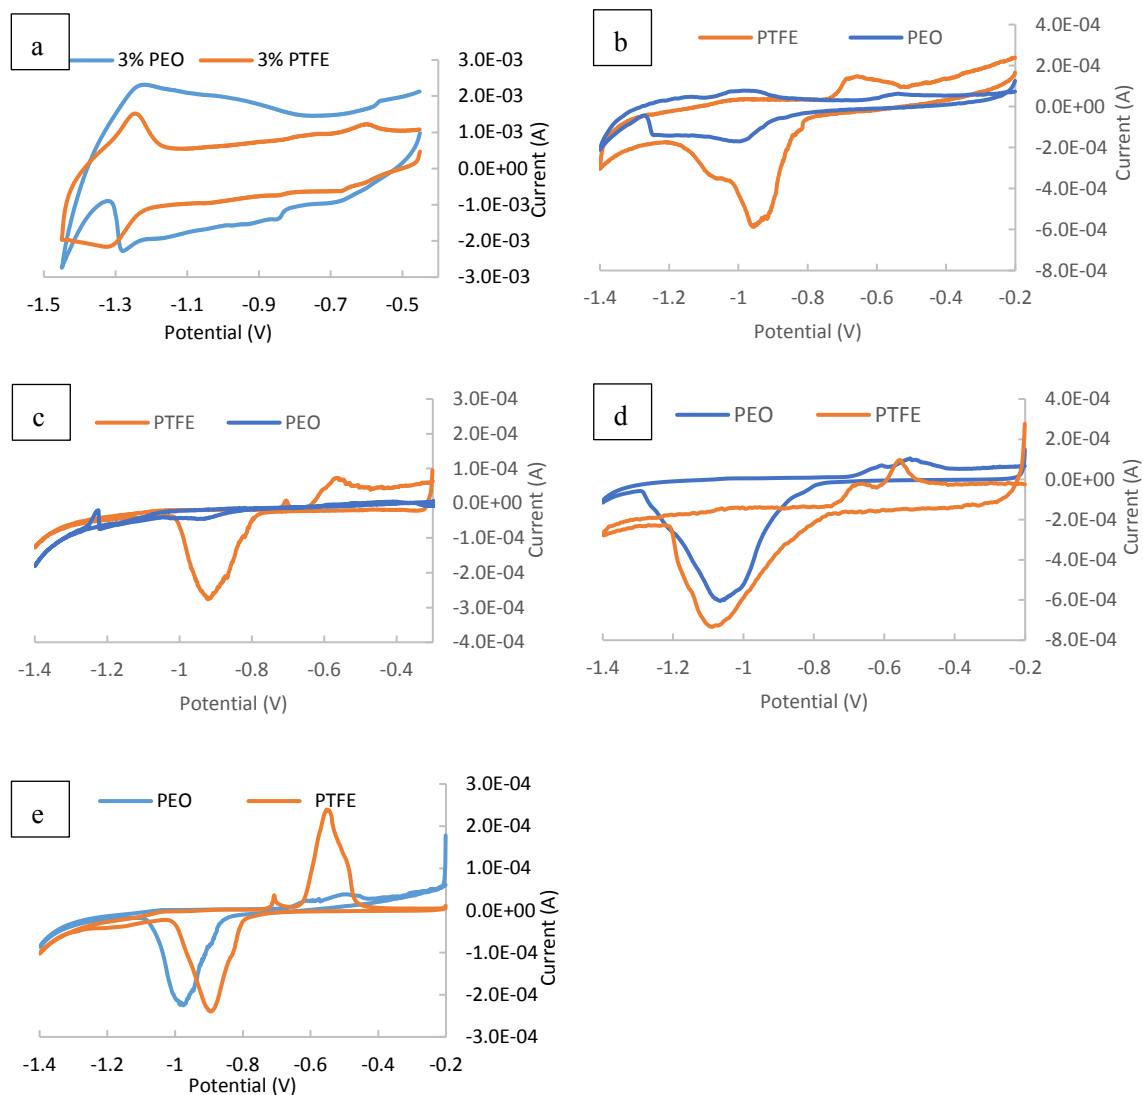 a
3% PEO 3% PTFE
3.0E-03
2.0E-03
1.0E-03
0.0E+00
-1.0E-03
-2.0E-03
-3.0E-03
Current (A)
-1.5 -1.3 -1.1 -0.9 -0.7 -0.5
Potential (V)
b
PTFE PEO
4.0E-04
2.0E-04
0.0E+00
-2.0E-04
-4.0E-04
-6.0E-04
-8.0E-04
Current (A)
-1.4 -1.2 -1 -0.8 -0.6 -0.4 -0.2
Potential (V)
c
PTFE PEO
3.0E-04
2.0E-04
1.0E-04
0.0E+00
-1.0E-04
-2.0E-04
-3.0E-04
-4.0E-04
Current (A)
-1.4 -1.2 -1 -0.8 -0.6 -0.4
Potential (V)
d
PEO PTFE
4.0E-04
2.0E-04
0.0E+00
-2.0E-04
-4.0E-04
-6.0E-04
-8.0E-04
Current (A)
-1.4 -1.2 -1 -0.8 -0.6 -0.4 -0.2
Potential (V)
e
PEO PTFE
3.0E-04
2.0E-04
1.0E-04
0.0E+00
-1.0E-04
-2.0E-04
-3.0E-04
Current (A)
-1.4 -1.2 -1 -0.8 -0.6 -0.4 -0.2
Potential (V)